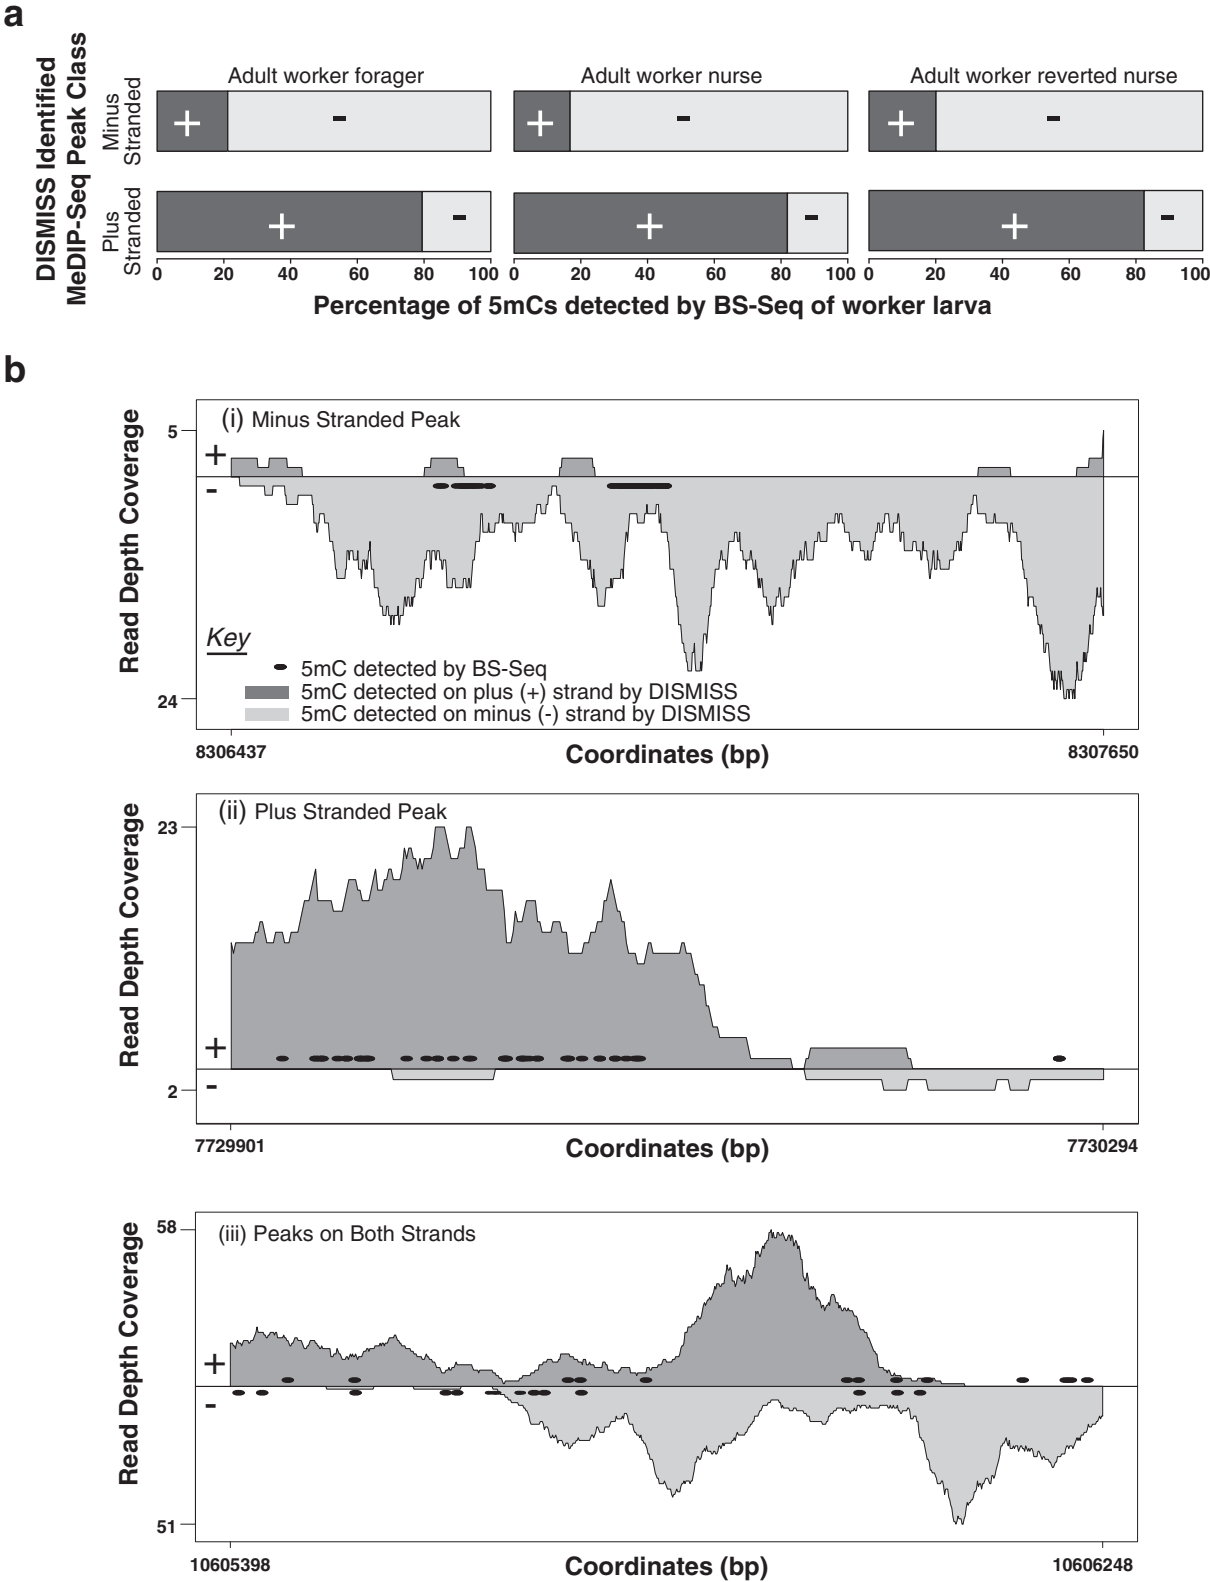 a
DISMISS Identified
MeDIP-Seq Peak Class
Minus
Stranded
Plus
Stranded
Adult worker forager
Adult worker nurse
Adult worker reverted nurse
+ - + - + -
+ - + - + -
0 20 40 60 80 100 0 20 40 60 80 100 0 20 40 60 80 100
Percentage of 5mCs detected by BS-Seq of worker larva
b
(i) Minus Stranded Peak
Read Depth Coverage
5
+
-
24
Key
5mC detected by BS-Seq
5mC detected on plus (+) strand by DISMISS
5mC detected on minus (-) strand by DISMISS
8306437 Coordinates (bp) 8307650
(ii) Plus Stranded Peak
Read Depth Coverage
23
+
-
2
7729901 Coordinates (bp) 7730294
(iii) Peaks on Both Strands
Read Depth Coverage
58
+
-
51
10605398 Coordinates (bp) 10606248